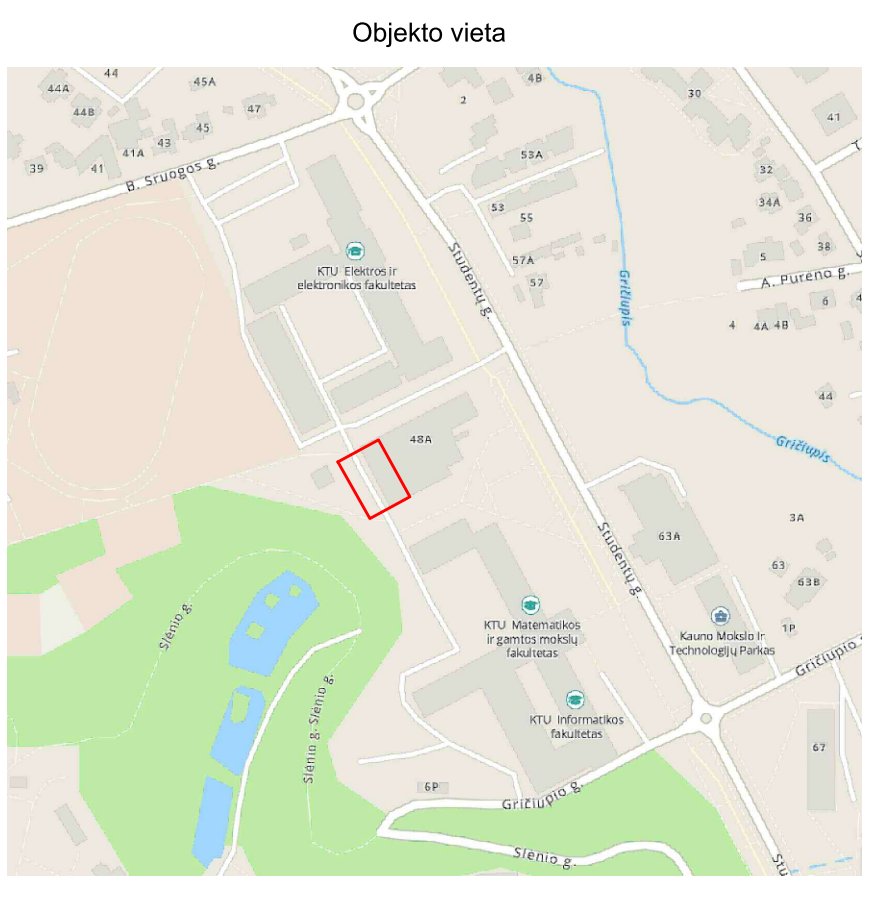 Objekto vieta
44
44A
45A
4B
30
2
44B
47
41
45
43
41A
39
41
B. Sruogos g.
53A
32
34A
53
55
36
38
KTU Elektros ir
elektronikos fakultetas
57A
57
Studentų g.
Gričiupis
5
A. Pureno g.
6
4
4A
4B
44
48A
Gričiupis
3A
63A
63
63B
Studentų g.
Slėnio g.
KTU Matematikos
ir gamtos mokslų
fakultetas
1P
Kauno Mokslo Ir
Technologijų Parkas
Gričiupio g
Slėnio g.
Slėnio g.
KTU Informatikos
fakultetas
67
6P
Gričiupio g.
Slėnio g.
Stu